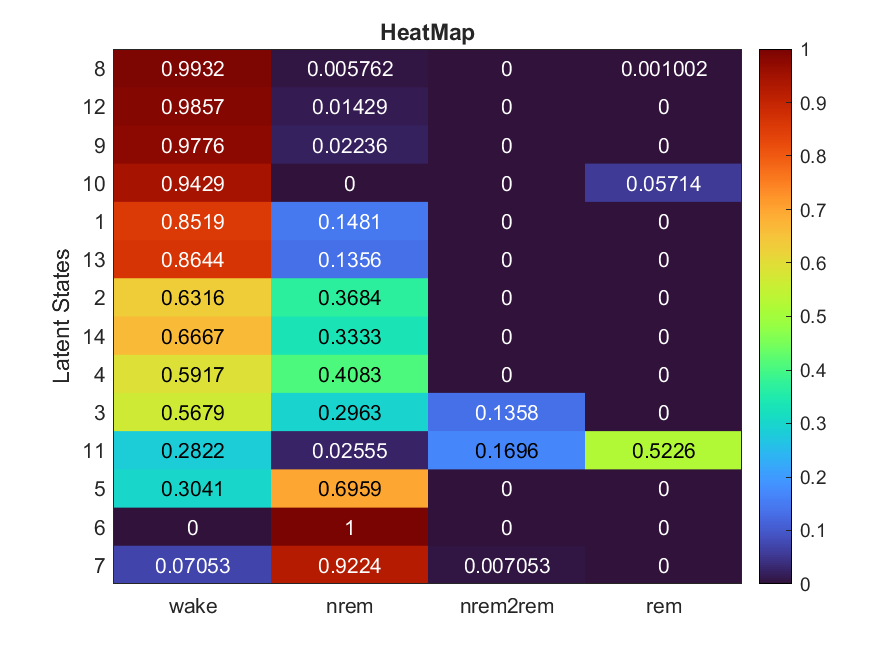 HeatMap
8 0.9932 0.005762 0 0.001002
12 0.9857 0.01429 0 0
9 0.9776 0.02236 0 0
10 0.9429 0 0 0.05714
1 0.8519 0.1481 0 0
13 0.8644 0.1356 0 0
2 0.6316 0.3684 0 0
14 0.6667 0.3333 0 0
4 0.5917 0.4083 0 0
3 0.5679 0.2963 0.1358 0
11 0.2822 0.02555 0.1696 0.5226
5 0.3041 0.6959 0 0
6 0 1 0 0
7 0.07053 0.9224 0.007053 0
wake nrem nrem2rem rem
Latent States
1
0.9
0.8
0.7
0.6
0.5
0.4
0.3
0.2
0.1
0